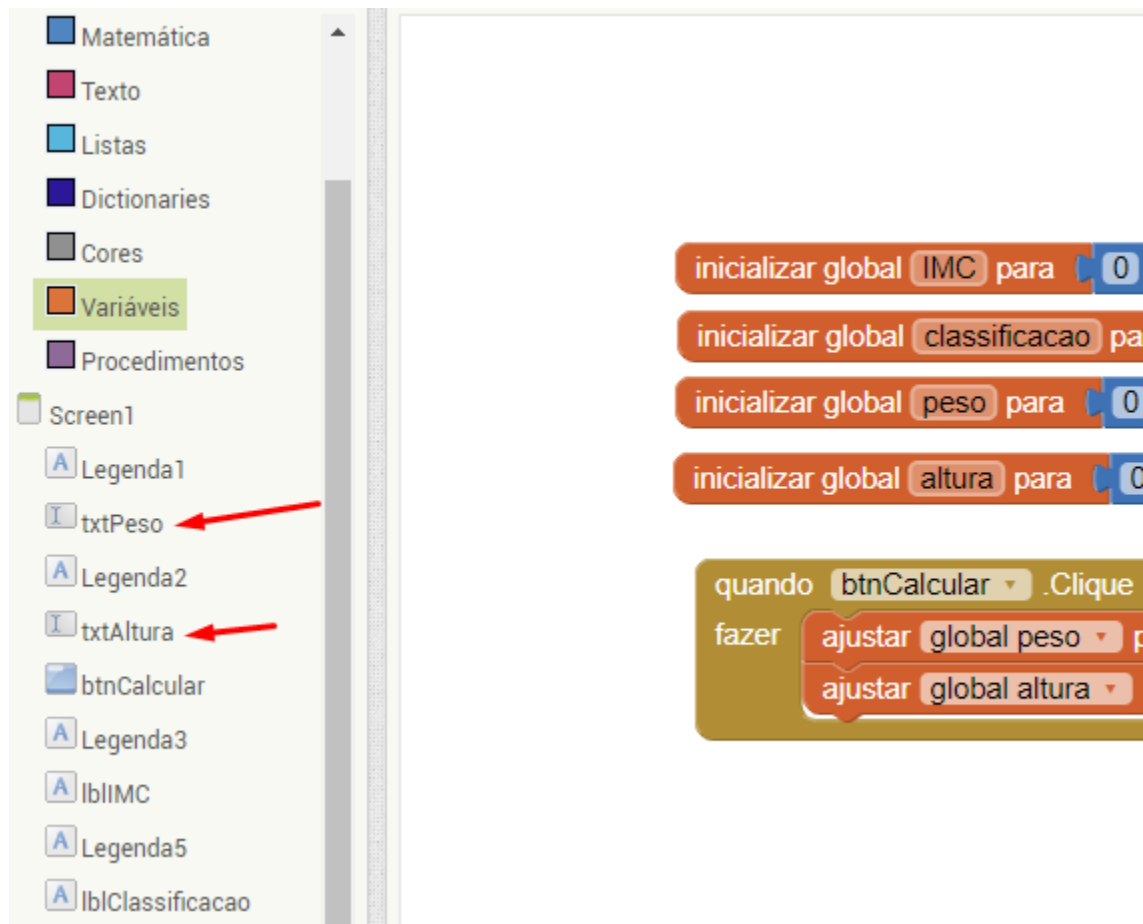 Matemática
Texto
Listas
Dictionaries
Cores
Variáveis
Procedimentos
Screen1
Legenda1
txtPeso
Legenda2
txtAltura
btnCalcular
Legenda3
lblIMC
Legenda5
lblClassificacao
inicializar global IMC para 0
inicializar global classificacao pa
inicializar global peso para 0
inicializar global altura para 0
quando btnCalcular .Clique
fazer ajustar global peso p
ajustar global altura